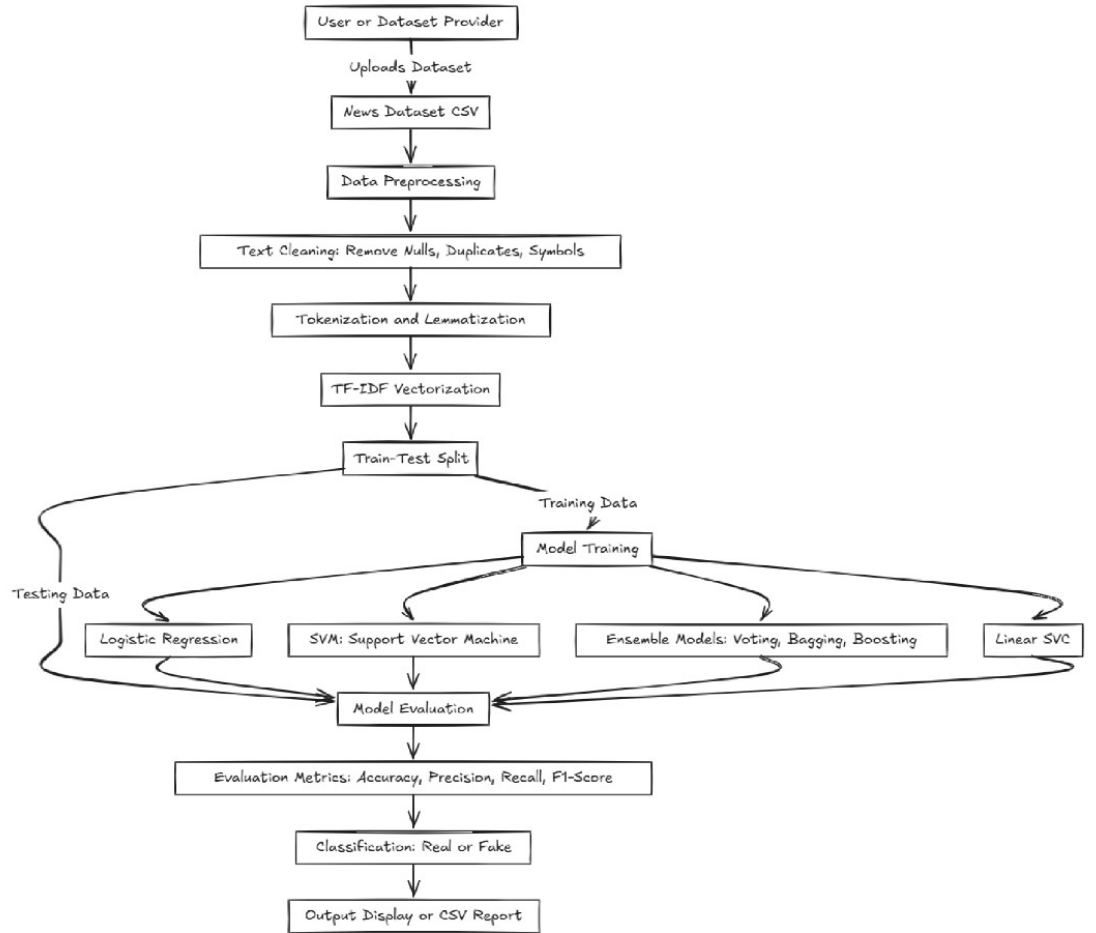 User or Dataset Provider
Uploads Dataset
News Dataset CSV
Data Preprocessing
Text Cleaning: Remove Nulls, Duplicates, Symbols
Tokenization and Lemmatization
TF-IDF Vectorization
Train-Test Split
Training Data
Model Training
Testing Data
Logistic Regression
SVM: Support Vector Machine
Ensemble Models: Voting, Bagging, Boosting
Linear SVC
Model Evaluation
Evaluation Metrics: Accuracy, Precision, Recall, F1-Score
Classification: Real or Fake
Output Display or CSV Report